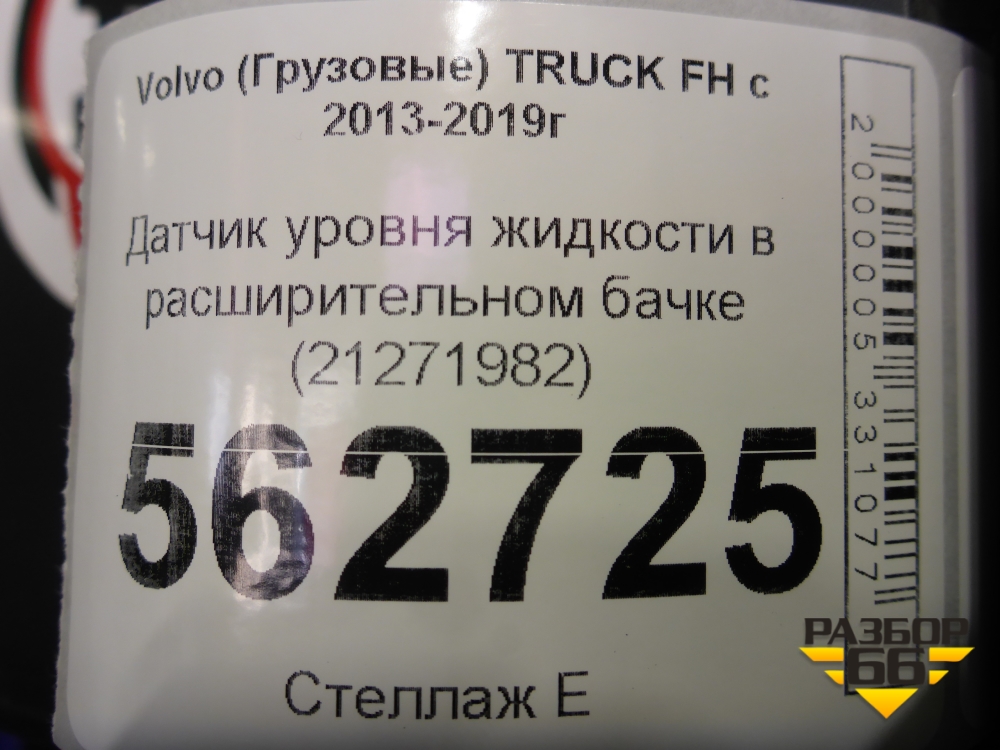 Volvo (Грузовые) TRUCK FH с
2013-2019г
Датчик уровня жидкости в
расширительном бачке
(21271982)
562725
Стеллаж E
2000005331077
РАЗБОР
66